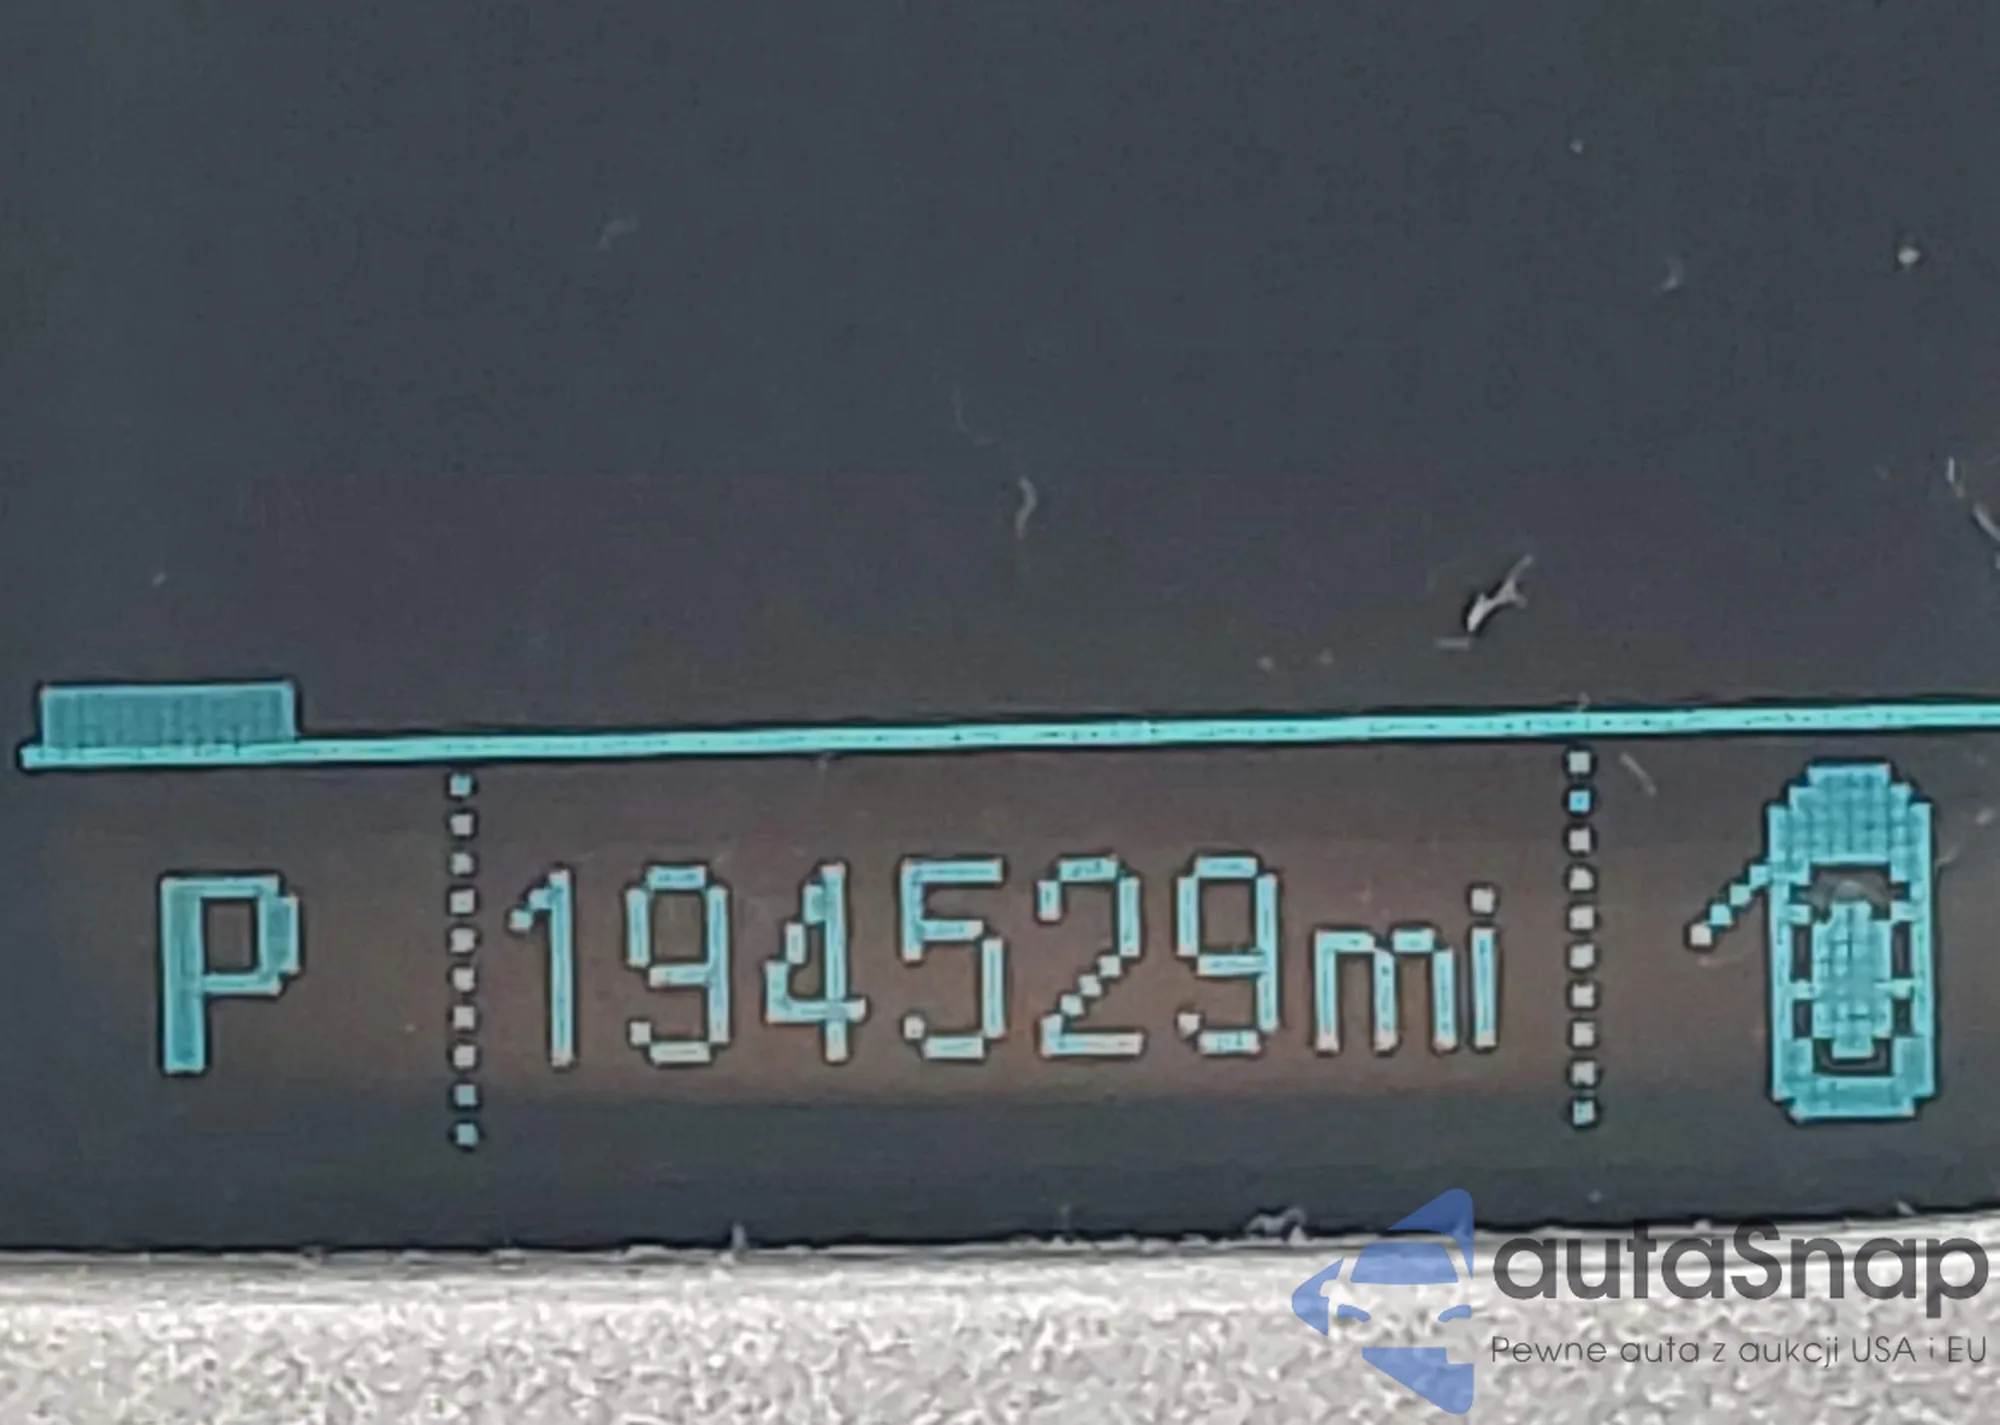 P 194529mi
autaSnap
Pewne auta z aukcji USA i EU